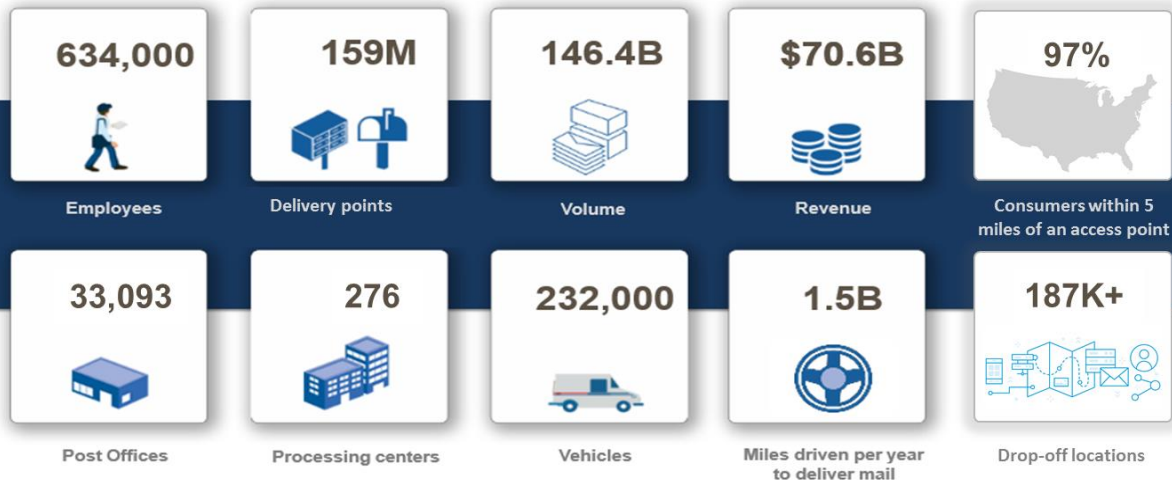 634,000
159M
146.4B
$70.6B
97%
Employees
Delivery points
Volume
Revenue
Consumers within 5
miles of an access point
33,093
276
232,000
1.5B
187K+
Post Offices
Processing centers
Vehicles
Miles driven per year
to deliver mail
Drop-off locations